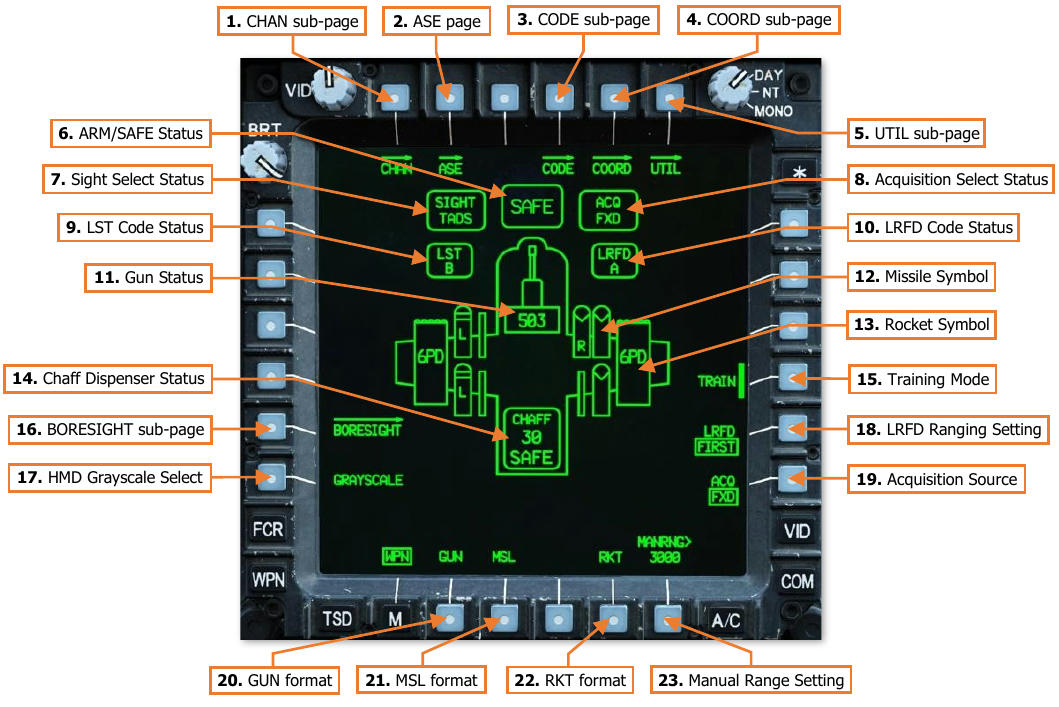 1. CHAN sub-page
2. ASE page
3. CODE sub-page
4. COORD sub-page
VID
DAY
NT
MONO
BRT
5. UTIL sub-page
6. ARM/SAFE Status
7. Sight Select Status
8. Acquisition Select Status
9. LST Code Status
10. LRFD Code Status
11. Gun Status
12. Missile Symbol
13. Rocket Symbol
14. Chaff Dispenser Status
15. Training Mode
16. BORESIGHT sub-page
17. HMD Grayscale Select
18. LRFD Ranging Setting
19. Acquisition Source
CHAN
ASE
CODE
COORD
UTIL
*
SIGHT
TADS
SAFE
ACQ
FXD
LST
B
LRFD
A
503
L
R
6PD
6PD
L
TRAIN
CHAFF
30
SAFE
BORESIGHT
LRFD
FIRST
GRAYSCALE
ACQ
FXD
FCR
VID
WPN
GUN
MSL
RKT
MANRNG>
3000
WPN
COM
TSD
M
A/C
20. GUN format
21. MSL format
22. RKT format
23. Manual Range Setting